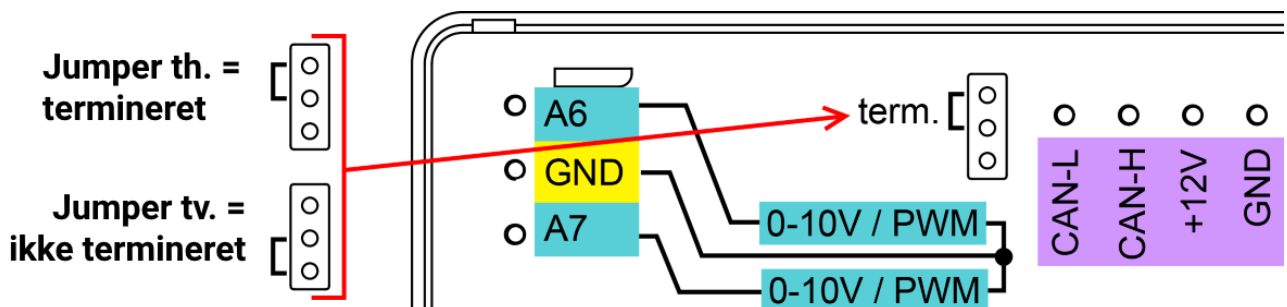 Jumper th. =
termineret
Jumper tv. =
ikke termineret
A6
GND
A7
term.
0-10V / PWM
0-10V / PWM
CAN-L
CAN-H
+12V
GND